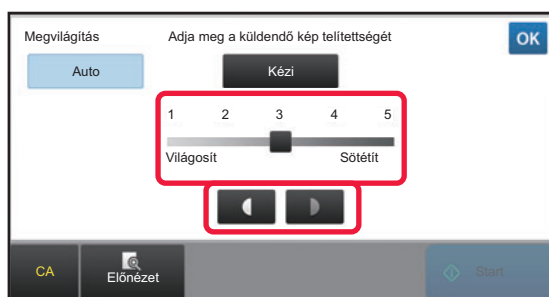 Megvilágítás
Adja meg a küldendő kép telítettségét
OK
Auto
Kézi
1 2 3 4 5
Világosít
Sötétít
CA
Előnézet
Start